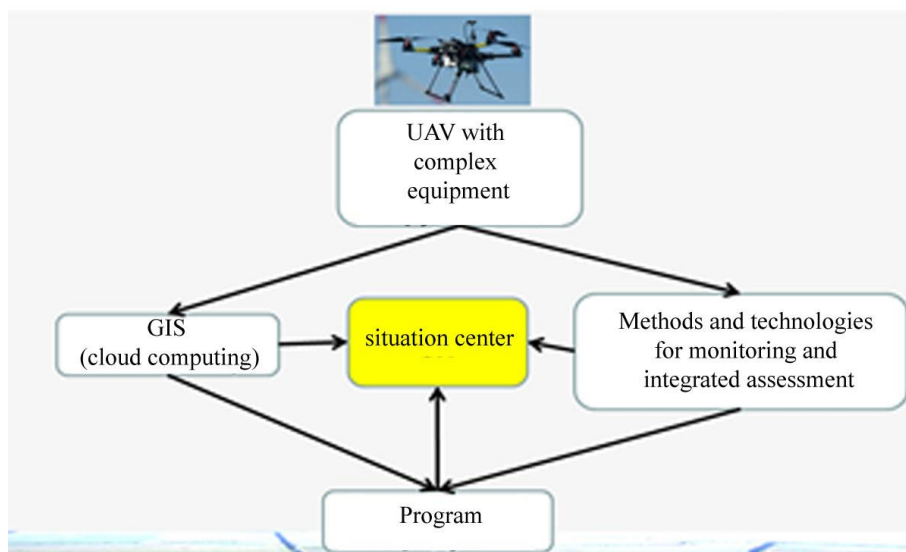 UAV with
complex
equipment
GIS
(cloud computing)
situation center
Methods and technologies
for monitoring and
integrated assessment
Program